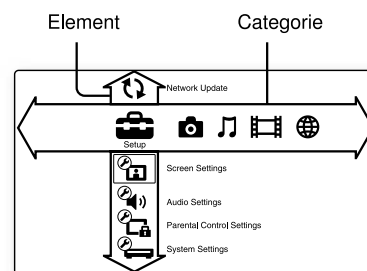 Element Categorie
Network Update
Setup
Screen Settings
Audio Settings
Parental Control Settings
System Settings